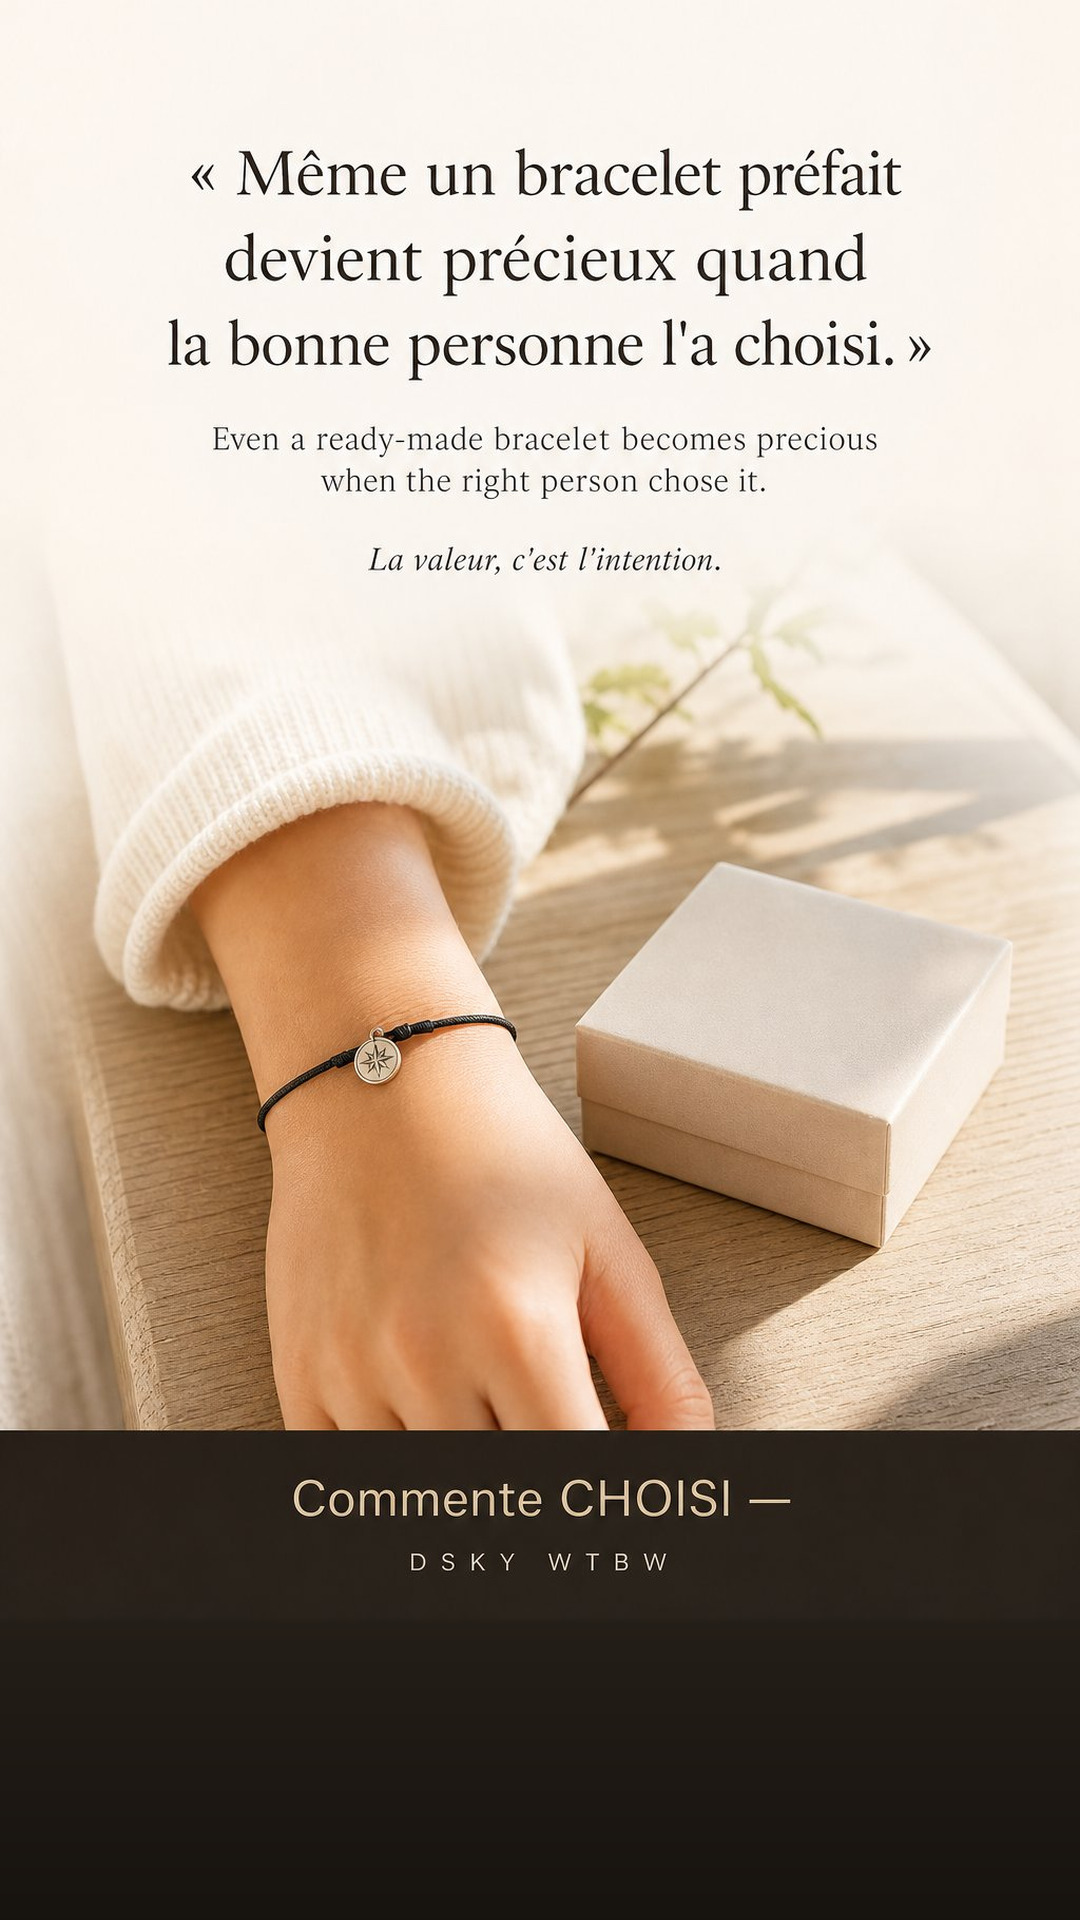 « Même un bracelet préfait
devient précieux quand
la bonne personne l'a choisi. »
Even a ready-made bracelet becomes precious
when the right person chose it.
La valeur, c’est l’intention.
Commente CHOISI —
DSKY WTBW